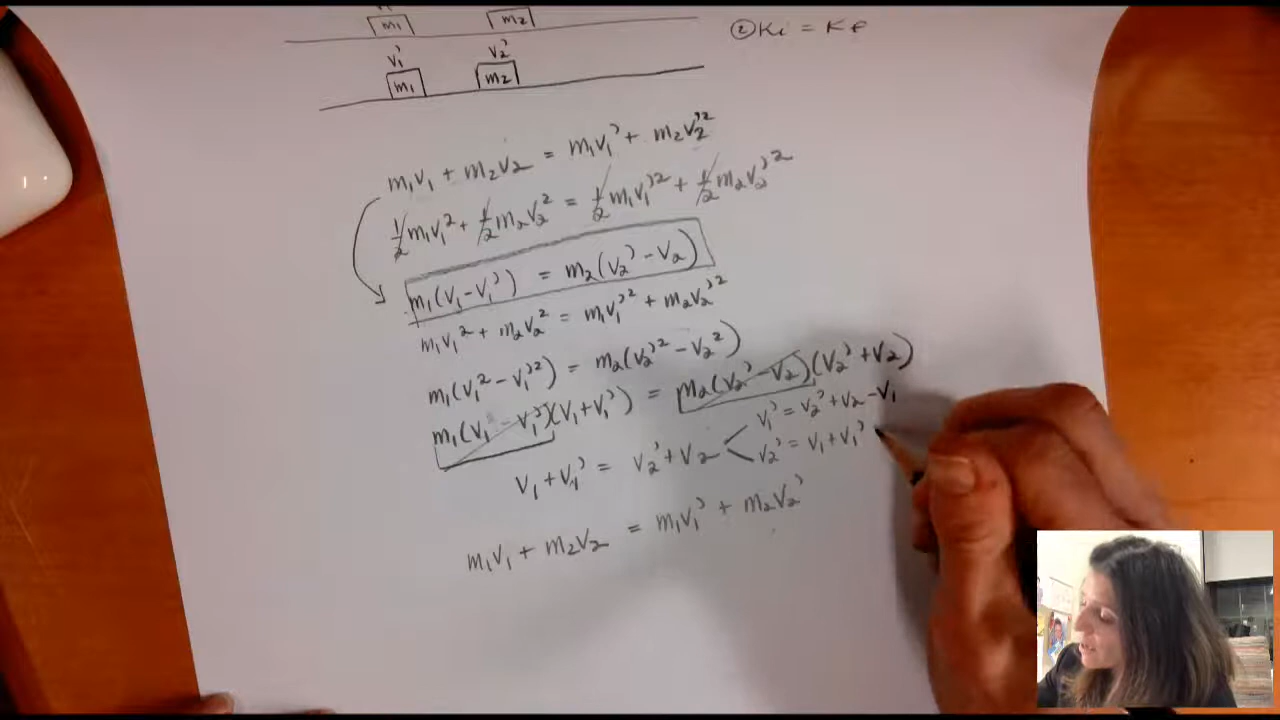 m₁ m₂
② Ki = Kf
v₁' v₂'
m₁ m₂
m₁v₁ + m₂v₂ = m₁v₁' + m₂v₂'²
½m₁v₁² + ½m₂v₂² = ½m₁v₁'² + ½m₂v₂'²
m₁(v₁ - v₁') = m₂(v₂' - v₂)
m₁v₁² + m₂v₂² = m₁v₁'² + m₂v₂'²
m₁(v₁² - v₁'²) = m₂(v₂'² - v₂²)
m₁(v₁ - v₁')(v₁ + v₁') = m₂(v₂' - v₂)(v₂' + v₂)
v₁' = v₂' + v₂ - v₁
v₁ + v₁' = v₂' + v₂ < v₂' = v₁ + v₁'
m₁v₁ + m₂v₂ = m₁v₁' + m₂v₂'